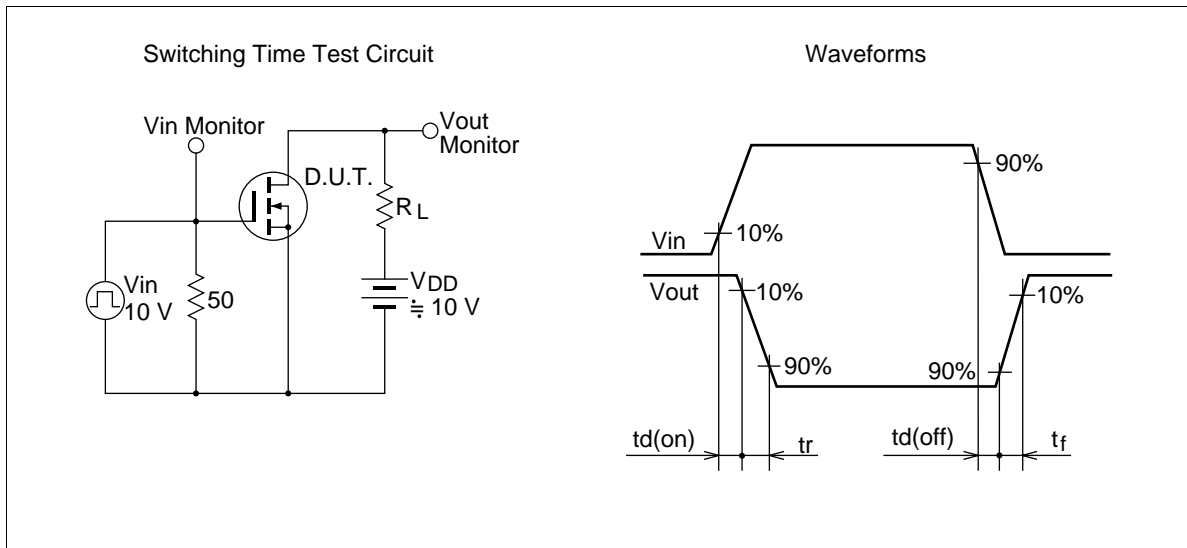 Switching Time Test Circuit
Waveforms
Vin Monitor
Vout
Monitor
D.U.T.
RL
Vin
10 V
50
VDD
≒ 10 V
Vin
10%
90%
Vout
10%
90%
90%
10%
td(on)
tr
td(off)
tf